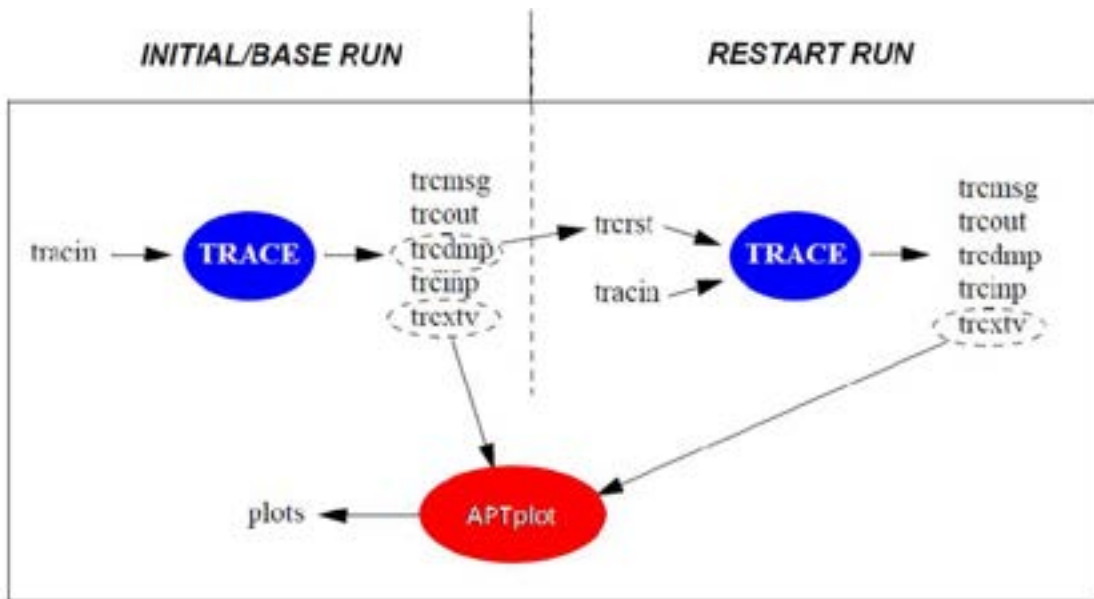 INITIAL/BASE RUN
RESTART RUN
tracin
TRACE
trcmsg
trcout
trcdmp
trcinp
trcxtv
trcrst
tracin
TRACE
trcmsg
trcout
trcdmp
trcinp
trcxtv
plots
APTplot